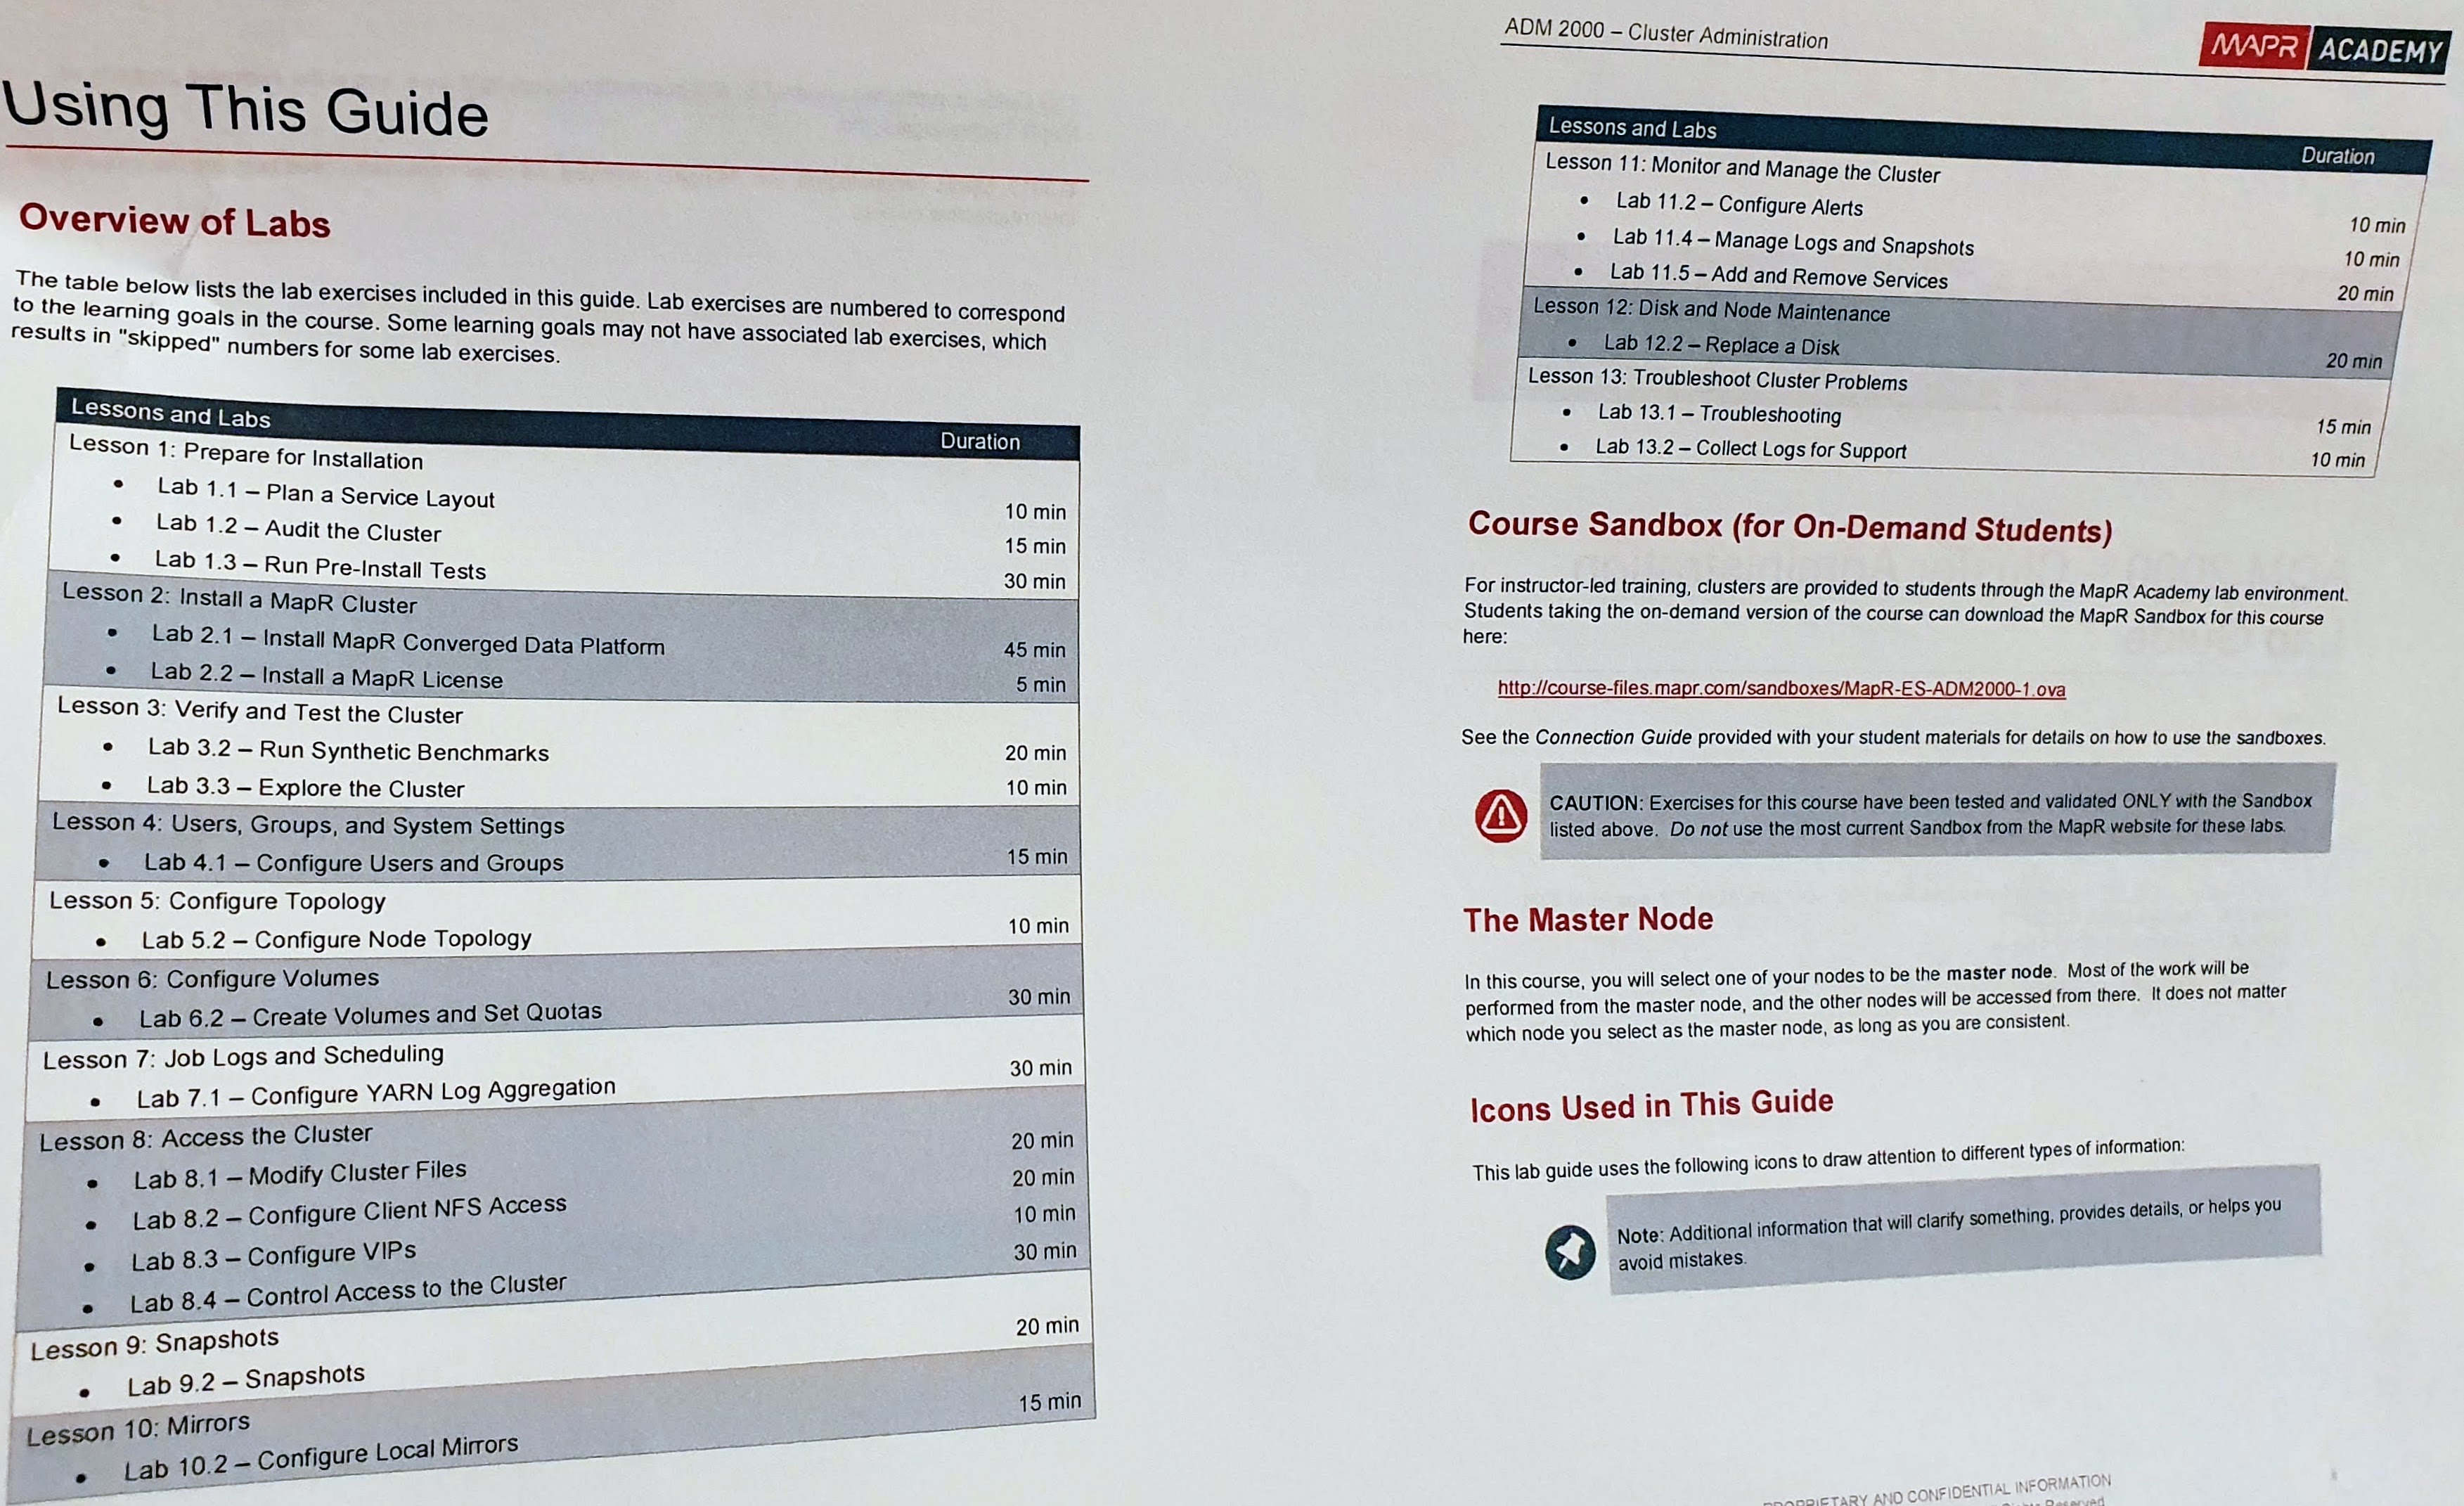 Using This Guide
Overview of Labs
The table below lists the lab exercises included in this guide. Lab exercises are numbered to correspond
to the learning goals in the course. Some learning goals may not have associated lab exercises, which
results in "skipped" numbers for some lab exercises.
Lessons and Labs Duration
Lesson 1: Prepare for Installation
• Lab 1.1 – Plan a Service Layout 10 min
• Lab 1.2 – Audit the Cluster 15 min
• Lab 1.3 – Run Pre-Install Tests 30 min
Lesson 2: Install a MapR Cluster
• Lab 2.1 – Install MapR Converged Data Platform 45 min
• Lab 2.2 – Install a MapR License 5 min
Lesson 3: Verify and Test the Cluster
• Lab 3.2 – Run Synthetic Benchmarks 20 min
• Lab 3.3 – Explore the Cluster 10 min
Lesson 4: Users, Groups, and System Settings
• Lab 4.1 – Configure Users and Groups 15 min
Lesson 5: Configure Topology
• Lab 5.2 – Configure Node Topology 10 min
Lesson 6: Configure Volumes
• Lab 6.2 – Create Volumes and Set Quotas 30 min
Lesson 7: Job Logs and Scheduling
• Lab 7.1 – Configure YARN Log Aggregation 30 min
Lesson 8: Access the Cluster
• Lab 8.1 – Modify Cluster Files 20 min
• Lab 8.2 – Configure Client NFS Access 20 min
• Lab 8.3 – Configure VIPs 10 min
• Lab 8.4 – Control Access to the Cluster 30 min
Lesson 9: Snapshots
• Lab 9.2 – Snapshots 20 min
Lesson 10: Mirrors
• Lab 10.2 – Configure Local Mirrors 15 min
ADM 2000 – Cluster Administration
MAPR ACADEMY
Lessons and Labs Duration
Lesson 11: Monitor and Manage the Cluster
• Lab 11.2 – Configure Alerts 10 min
• Lab 11.4 – Manage Logs and Snapshots 10 min
• Lab 11.5 – Add and Remove Services 20 min
Lesson 12: Disk and Node Maintenance
• Lab 12.2 – Replace a Disk 20 min
Lesson 13: Troubleshoot Cluster Problems
• Lab 13.1 – Troubleshooting 15 min
• Lab 13.2 – Collect Logs for Support 10 min
Course Sandbox (for On-Demand Students)
For instructor-led training, clusters are provided to students through the MapR Academy lab environment.
Students taking the on-demand version of the course can download the MapR Sandbox for this course
here:
http://course-files.mapr.com/sandboxes/MapR-ES-ADM2000-1.ova
See the Connection Guide provided with your student materials for details on how to use the sandboxes.
CAUTION: Exercises for this course have been tested and validated ONLY with the Sandbox
listed above. Do not use the most current Sandbox from the MapR website for these labs.
The Master Node
In this course, you will select one of your nodes to be the master node. Most of the work will be
performed from the master node, and the other nodes will be accessed from there. It does not matter
which node you select as the master node, as long as you are consistent.
Icons Used in This Guide
This lab guide uses the following icons to draw attention to different types of information:
Note: Additional information that will clarify something, provides details, or helps you
avoid mistakes.
PROPRIETARY AND CONFIDENTIAL INFORMATION
Reserved